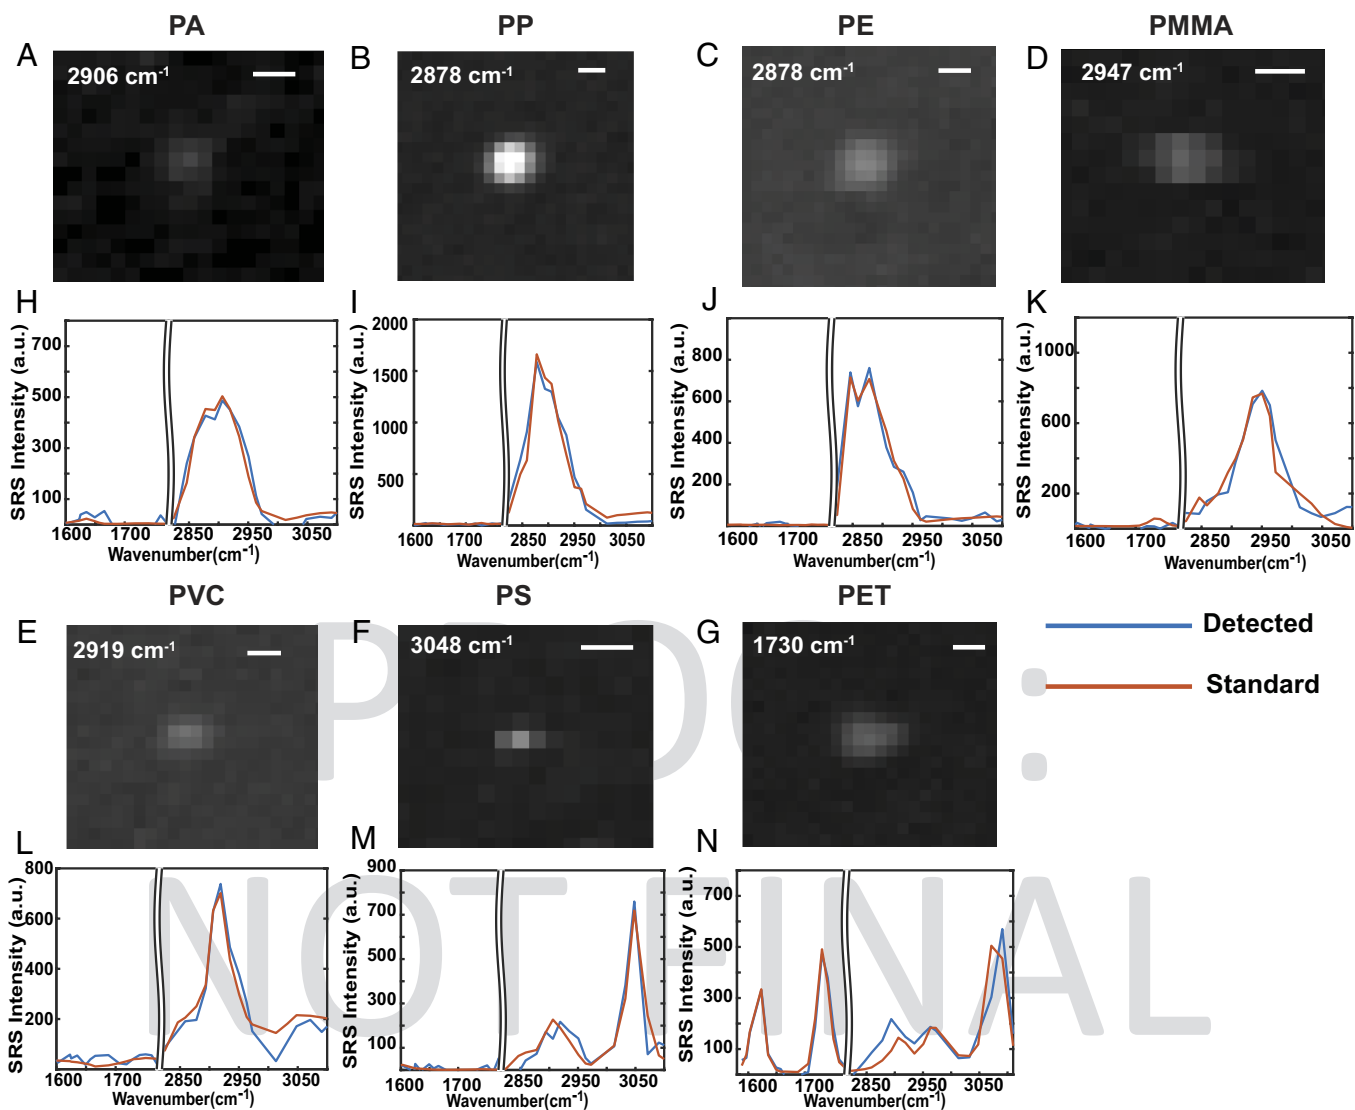 PA PP PE PMMA
A B C D
2906 cm-1 2878 cm-1 2878 cm-1 2947 cm-1
H I J K
SRS Intensity (a.u.)
700
500
300
100
1600 1700 2850 2950 3050
Wavenumber(cm-1)
SRS Intensity (a.u.)
2000
1500
1000
500
1600 1700 2850 2950 3050
Wavenumber(cm-1)
SRS Intensity (a.u.)
800
600
400
200
1600 1700 2850 2950 3050
Wavenumber(cm-1)
SRS Intensity (a.u.)
1000
600
200
1600 1700 2850 2950 3050
Wavenumber(cm-1)
PVC PS PET
E F G
2919 cm-1 3048 cm-1 1730 cm-1
Detected
Standard
L M N
SRS Intensity (a.u.)
800
600
400
200
1600 1700 2850 2950 3050
Wavenumber(cm-1)
SRS Intensity (a.u.)
900
700
500
300
100
1600 1700 2850 2950 3050
Wavenumber(cm-1)
SRS Intensity (a.u.)
700
500
300
100
1600 1700 2850 2950 3050
Wavenumber(cm-1)
NOT FINAL